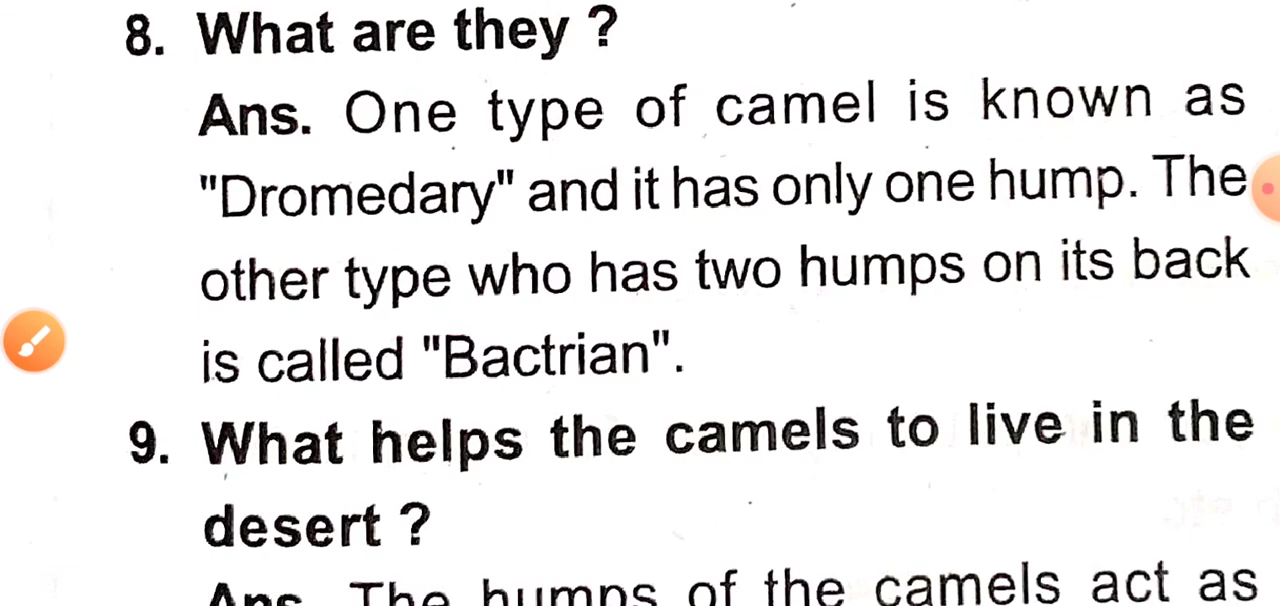 8. What are they ?
Ans. One type of camel is known as
"Dromedary" and it has only one hump. The
other type who has two humps on its back
is called "Bactrian".
9. What helps the camels to live in the
desert ?
Ans. The humps of the camels act as